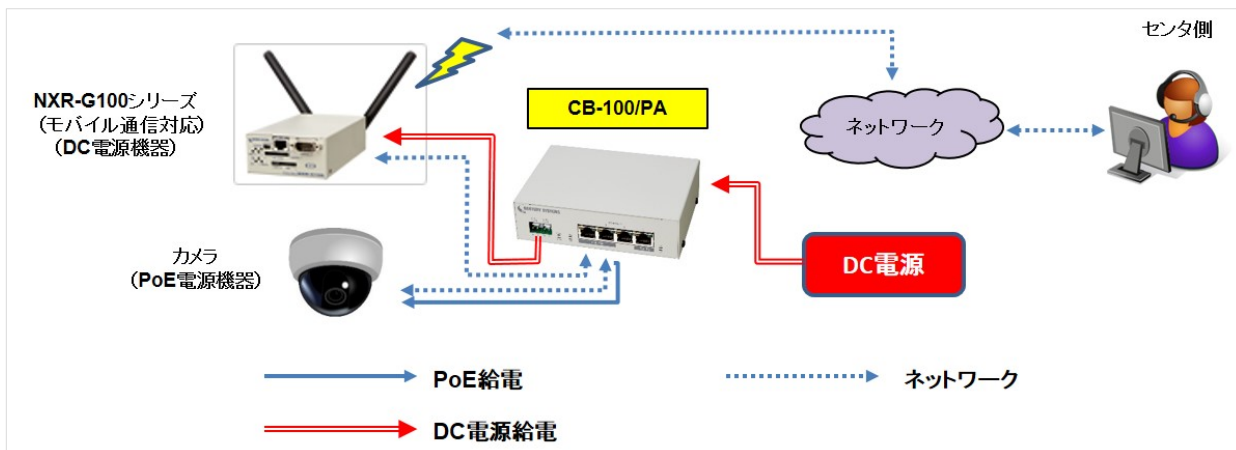 センタ側
NXR-G100シリーズ
(モバイル通信対応)
(DC電源機器)
CB-100/PA
ネットワーク
カメラ
(PoE電源機器)
DC電源
PoE給電
ネットワーク
DC電源給電